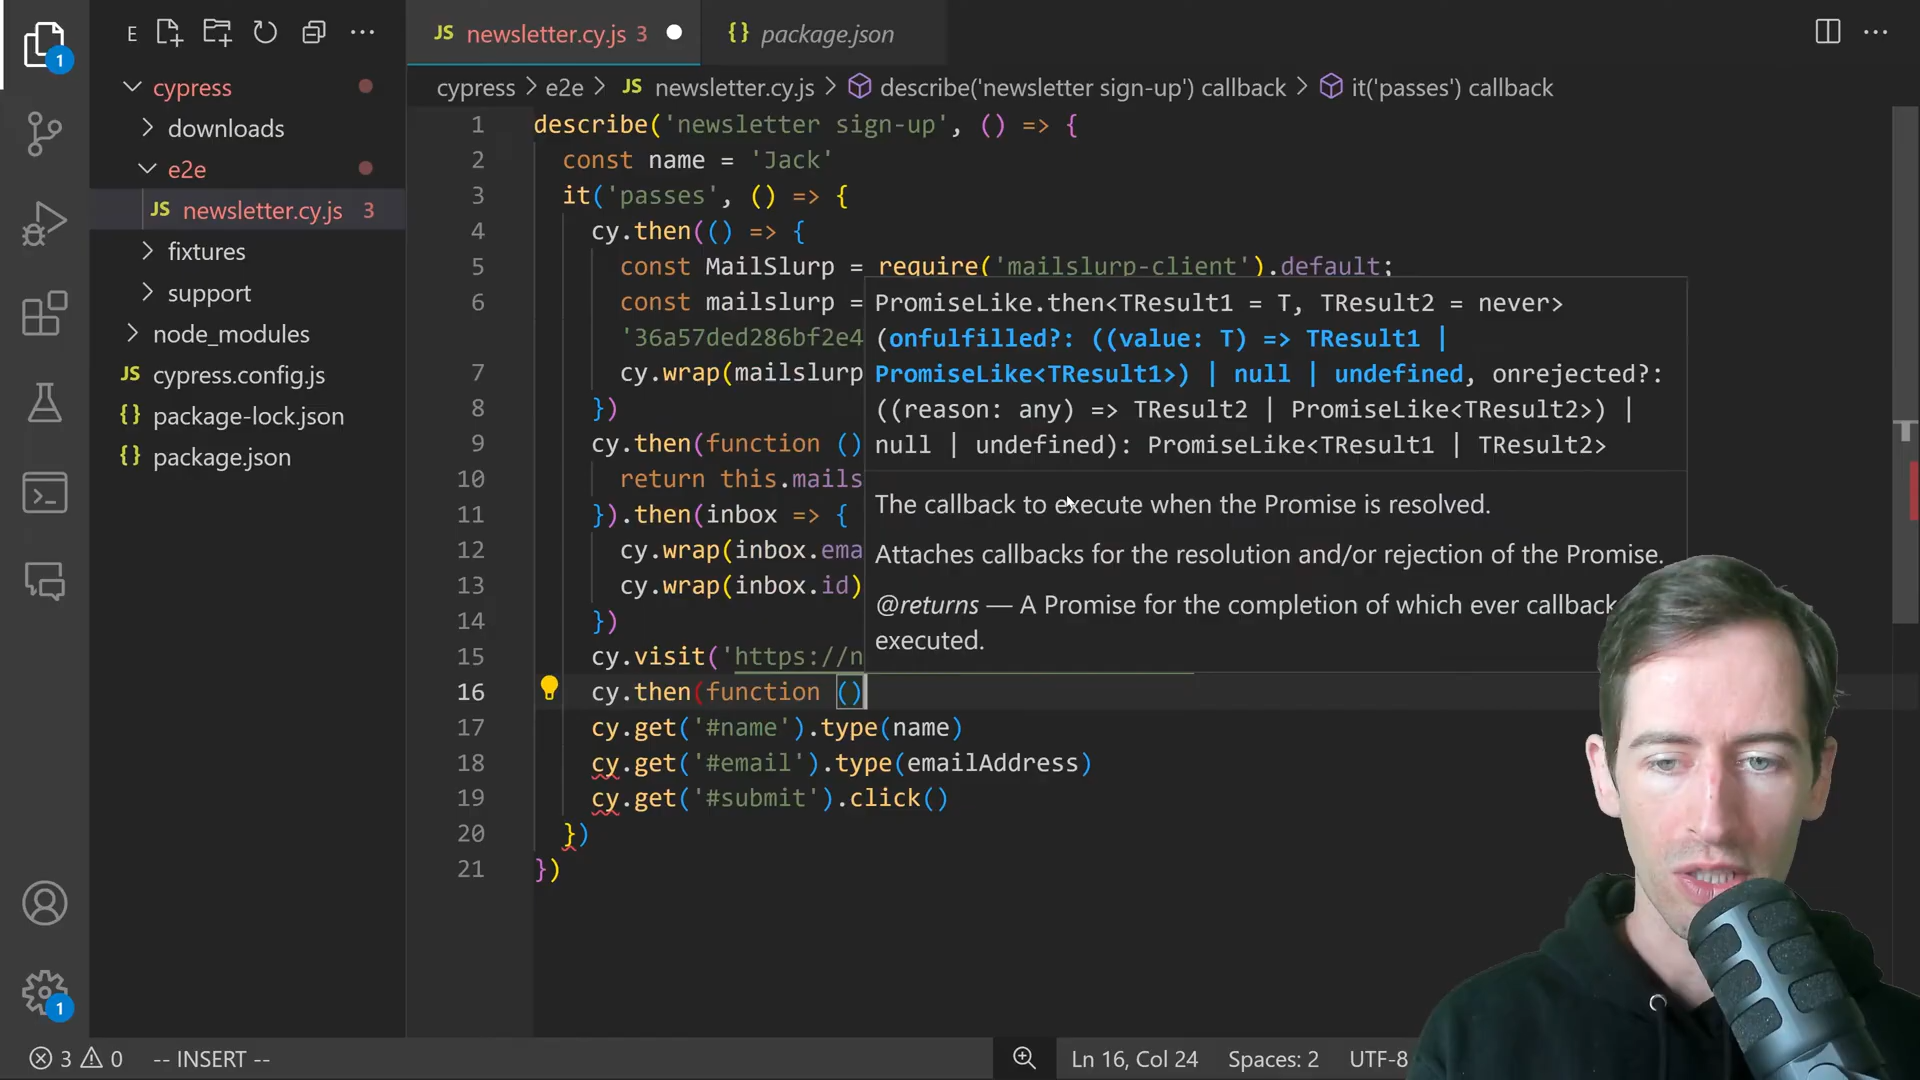 1
E
JS newsletter.cy.js 3
{} package.json
cypress > e2e > JS newsletter.cy.js > describe('newsletter sign-up') callback > it('passes') callback
cypress
downloads
e2e
JS newsletter.cy.js 3
fixtures
support
node_modules
JS cypress.config.js
{} package-lock.json
{} package.json
1 describe('newsletter sign-up', () => {
2 const name = 'Jack'
3 it('passes', () => {
4 cy.then(() => {
5 const MailSlurp = require('mailslurp-client').default;
6 const mailslurp =
'36a57ded286bf2e4
7 cy.wrap(mailslurp
8 })
9 cy.then(function ()
10 return this.mails
11 }).then(inbox => {
12 cy.wrap(inbox.ema
13 cy.wrap(inbox.id)
14 })
15 cy.visit('https://n
16 cy.then(function ()
17 cy.get('#name').type(name)
18 cy.get('#email').type(emailAddress)
19 cy.get('#submit').click()
20 })
21 })
PromiseLike.then<TResult1 = T, TResult2 = never>
(onfulfilled?: ((value: T) => TResult1 |
PromiseLike<TResult1>) | null | undefined, onrejected?:
((reason: any) => TResult2 | PromiseLike<TResult2>) |
null | undefined): PromiseLike<TResult1 | TResult2>
The callback to execute when the Promise is resolved.
Attaches callbacks for the resolution and/or rejection of the Promise.
@returns — A Promise for the completion of which ever callback
executed.
1
3 0 -- INSERT -- Ln 16, Col 24 Spaces: 2 UTF-8